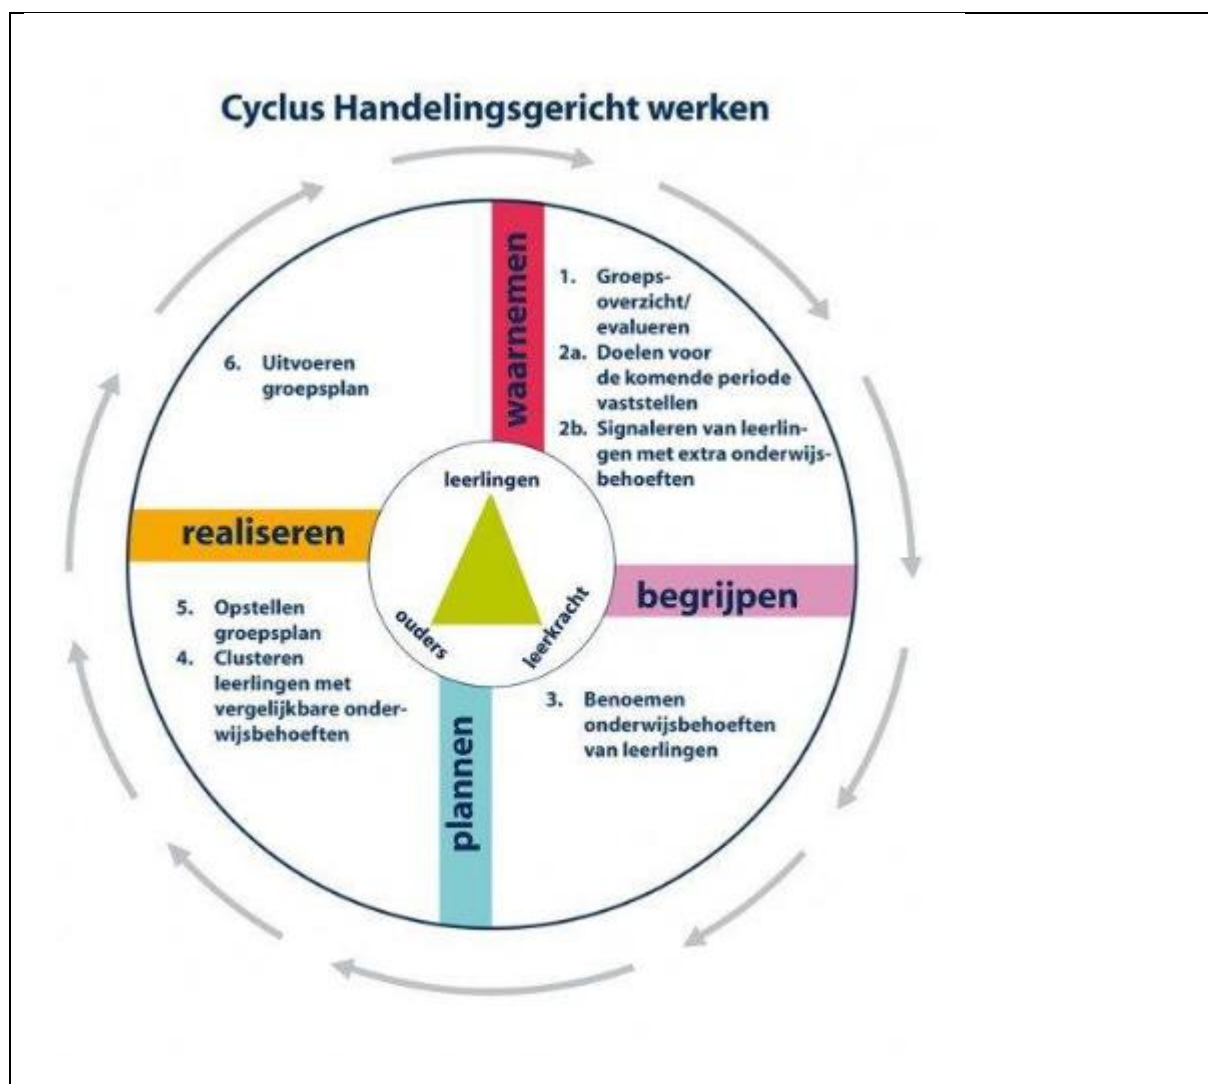 Cyclus Handelingsgericht werken
waarnemen
1. Groeps-
overzicht/
evalueren
2a. Doelen voor
de komende periode
vaststellen
2b. Signaleren van leerlin-
gen met extra onderwijs-
behoeften
begrijpen
3. Benoemen
onderwijsbehoeften
van leerlingen
plannen
5. Opstellen
groepsplan
4. Clusteren
leerlingen met
vergelijkbare onder-
wijsbehoeften
realiseren
6. Uitvoeren
groepsplan
leerlingen
ouders
leerkracht